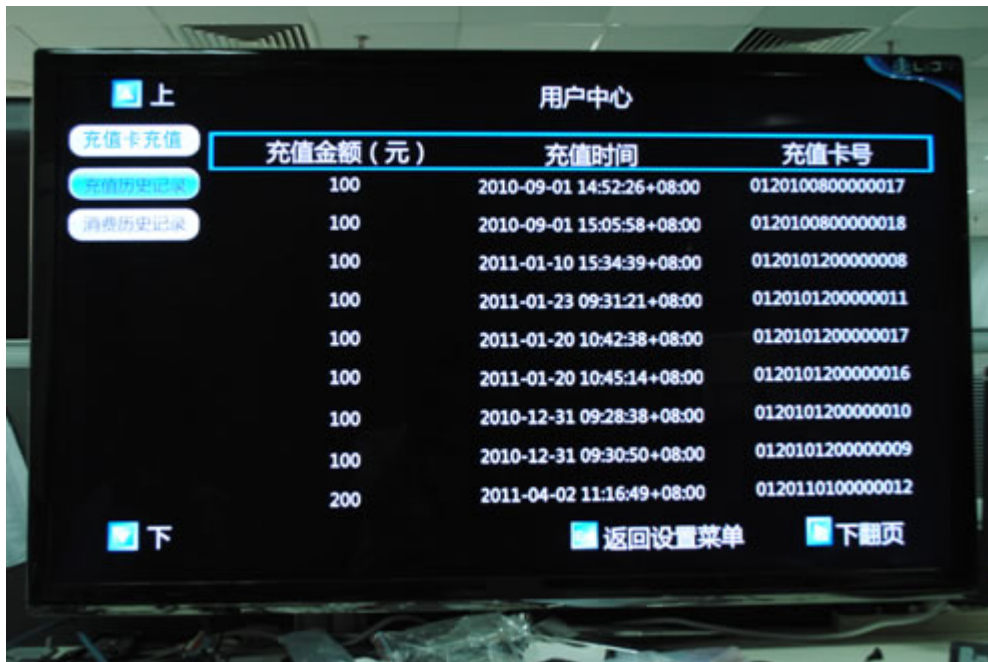 上
用户中心
充值卡充值
充值金额（元） 充值时间 充值卡号
充值历史记录
100 2010-09-01 14:52:26+08:00 0120100800000017
消费历史记录
100 2010-09-01 15:05:58+08:00 0120100800000018
100 2011-01-10 15:34:39+08:00 0120101200000008
100 2011-01-23 09:31:21+08:00 0120101200000011
100 2011-01-20 10:42:38+08:00 0120101200000017
100 2011-01-20 10:45:14+08:00 0120101200000016
100 2010-12-31 09:28:38+08:00 0120101200000010
100 2010-12-31 09:30:50+08:00 0120101200000009
200 2011-04-02 11:16:49+08:00 0120110100000012
下 返回设置菜单 下翻页